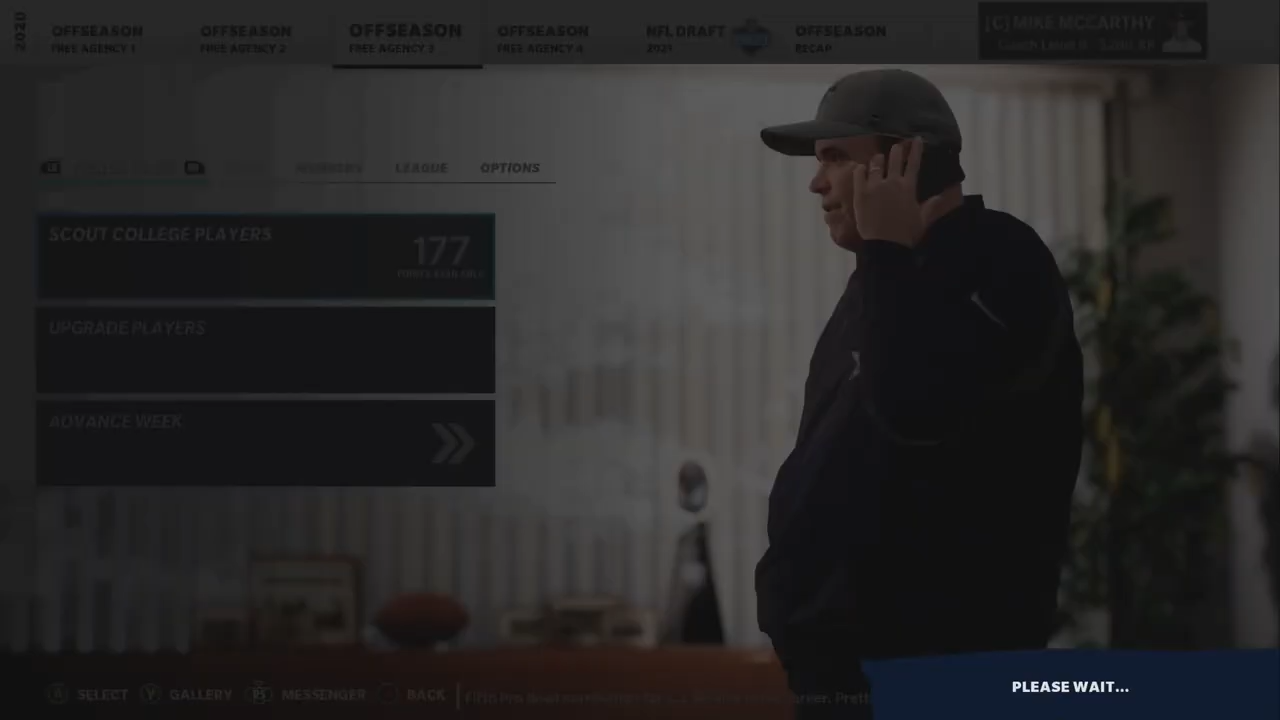 2020
OFFSEASON
FREE AGENCY 1
OFFSEASON
FREE AGENCY 2
OFFSEASON
FREE AGENCY 3
OFFSEASON
FREE AGENCY 4
NFL DRAFT
2021
OFFSEASON
RECAP
[C] MIKE MCCARTHY
LEAGUE
OPTIONS
SCOUT COLLEGE PLAYERS
177
POINTS AVAILABLE
UPGRADE PLAYERS
ADVANCE WEEK
SELECT
GALLERY
MESSENGER
BACK
PLEASE WAIT...